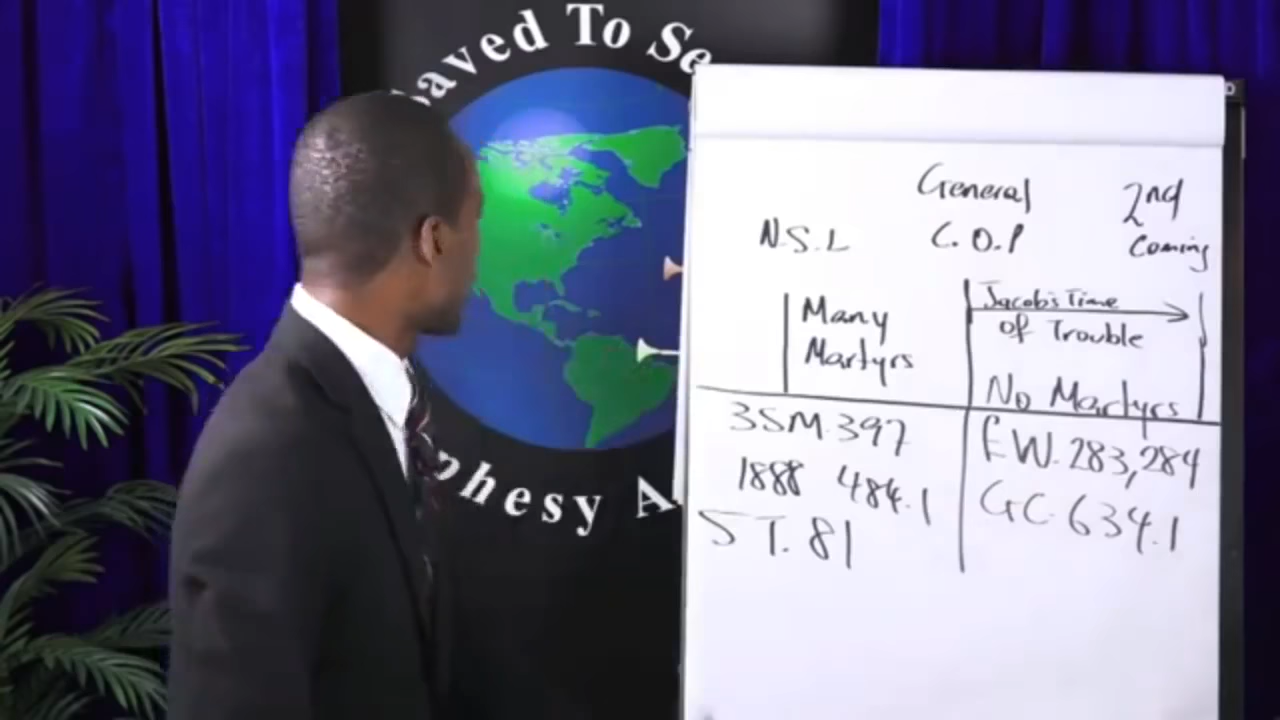 Saved To Se
General
2nd
N.S.L
C.O.P
Coming
Many
Martyrs
Jacob's Time
of Trouble
No Martyrs
3SM.397
1888 484.1
ST.81
E.W.283,284
GC.634.1
phesy A